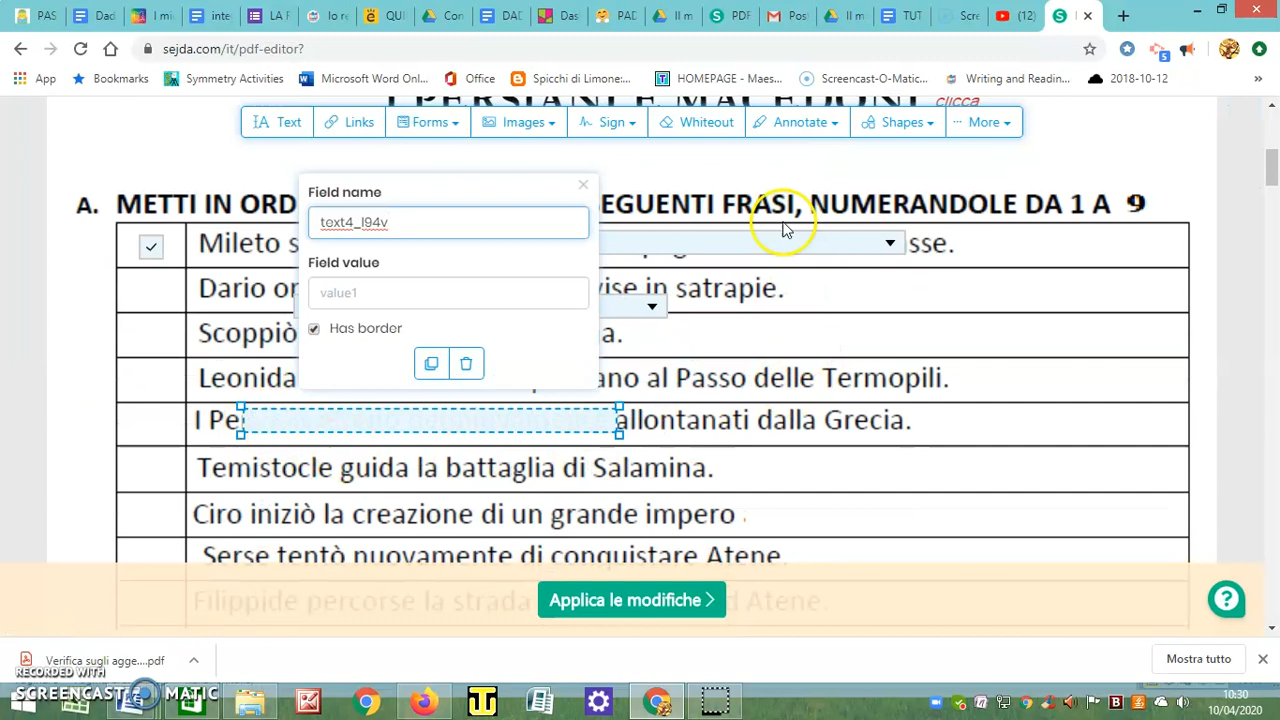 PAS Dad I mi inte LA F Io re QUI Con DAD Das PAD Il m PDF Pos Il m TUT Scre (12)
sejda.com/it/pdf-editor?
App Bookmarks Symmetry Activities Microsoft Word Onl... Office Spicchi di Limone:... HOMEPAGE - Maes... Screencast-O-Matic... Writing and Readin... 2018-10-12 »
I PERSIANI E MACEDONI clicca
Text Links Forms Images Sign Whiteout Annotate Shapes More
Field name
A. METTI IN ORD EGUENTI FRASI, NUMERANDOLE DA 1 A 9
text4_l94v
Mileto s sse.
Field value
Dario or vise in satrapie.
value1
Scoppiò a.
Has border
Leonida ano al Passo delle Termopili.
I Pe allontanati dalla Grecia.
Temistocle guida la battaglia di Salamina.
Ciro iniziò la creazione di un grande impero
Serse tentò nuovamente di conquistare Atene.
Filippide percorse la strada d Atene.
Applica le modifiche
Verifica sugli agge....pdf
Mostra tutto
RECORDED WITH
SCREENCAST MATIC
10:30
10/04/2020